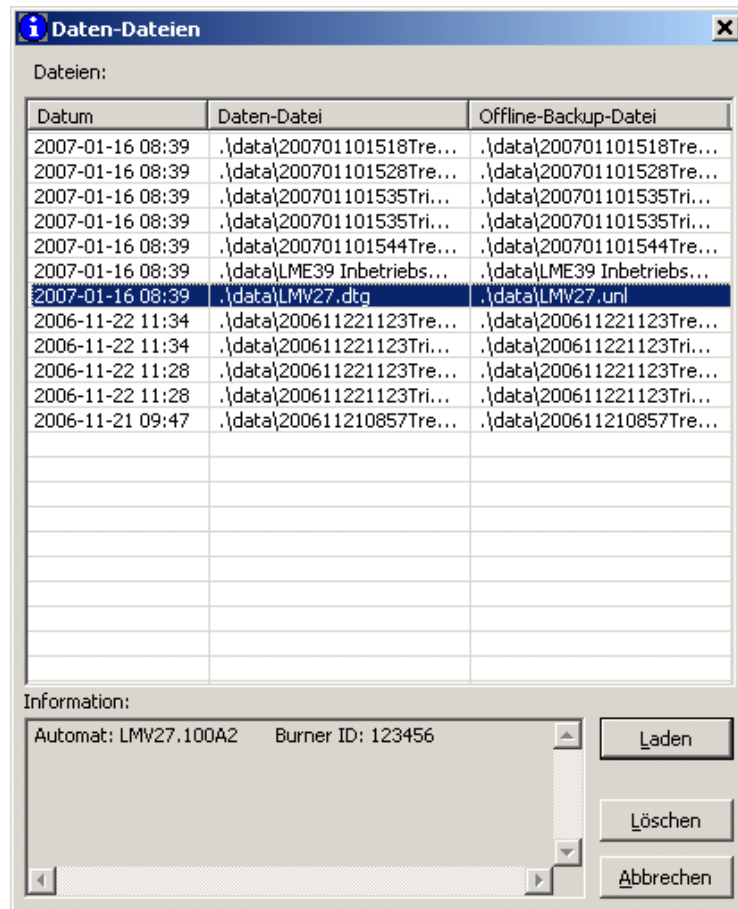 Daten-Dateien
Dateien:
Datum Daten-Datei Offline-Backup-Datei
2007-01-16 08:39 .\data\200701101518Tre... .\data\200701101518Tre...
2007-01-16 08:39 .\data\200701101528Tre... .\data\200701101528Tre...
2007-01-16 08:39 .\data\200701101535Tri... .\data\200701101535Tri...
2007-01-16 08:39 .\data\200701101535Tri... .\data\200701101535Tri...
2007-01-16 08:39 .\data\200701101544Tre... .\data\200701101544Tre...
2007-01-16 08:39 .\data\LME39 Inbetriebs... .\data\LME39 Inbetriebs...
2007-01-16 08:39 .\data\LMV27.dtg .\data\LMV27.unl
2006-11-22 11:34 .\data\200611221123Tre... .\data\200611221123Tre...
2006-11-22 11:34 .\data\200611221123Tri... .\data\200611221123Tri...
2006-11-22 11:28 .\data\200611221123Tre... .\data\200611221123Tre...
2006-11-22 11:28 .\data\200611221123Tri... .\data\200611221123Tri...
2006-11-21 09:47 .\data\200611210857Tre... .\data\200611210857Tre...
Information:
Automat: LMV27.100A2 Burner ID: 123456
Laden
Löschen
Abbrechen